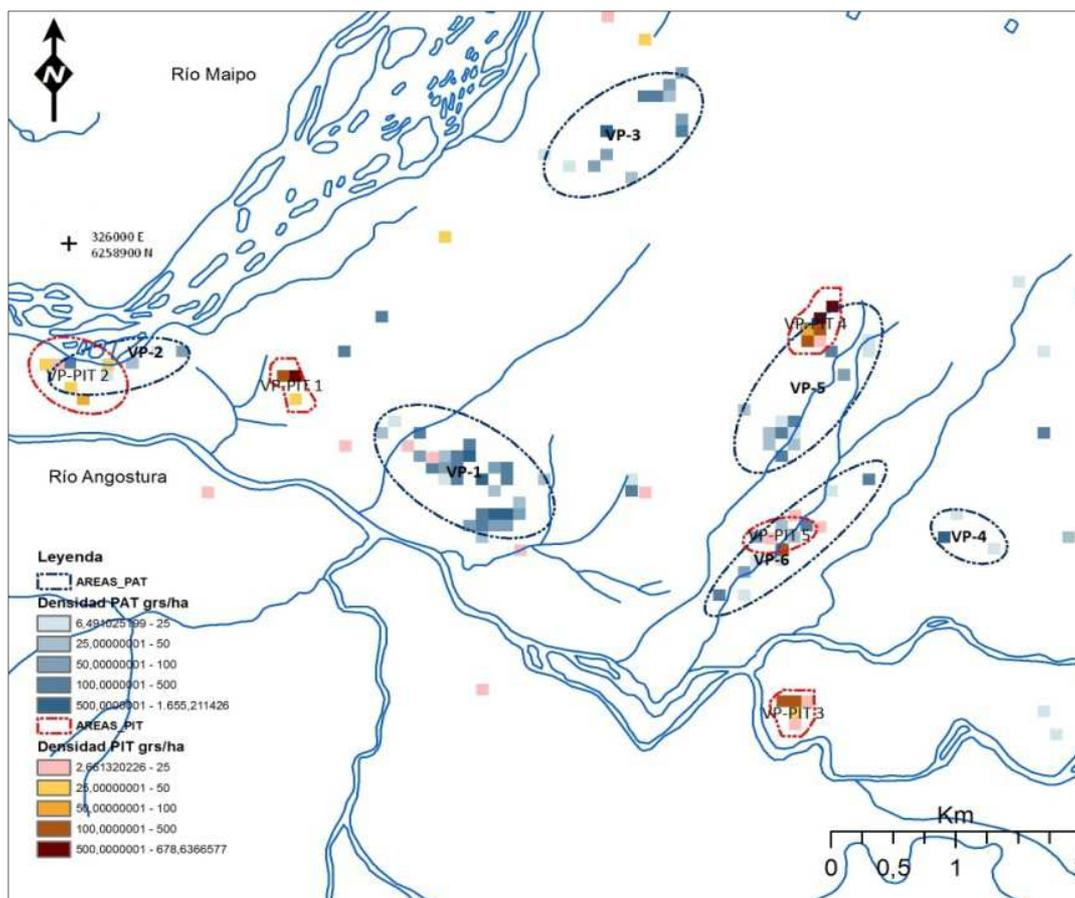 N
Río Maipo
VP-3
326000 E
6258900 N
VP-PIT 4
VP-2
VP-PIT 2
VP-PIT 1
VP-5
VP-1
Río Angostura
VP-PIT 5
VP-4
VP-6
VP-PIT 3
Leyenda
AREAS_PAT
Densidad PAT grs/ha
6,491025199 - 25
25,00000001 - 50
50,00000001 - 100
100,0000001 - 500
500,0000001 - 1.655,211426
AREAS_PIT
Densidad PIT grs/ha
2,661320226 - 25
25,00000001 - 50
50,00000001 - 100
100,0000001 - 500
500,0000001 - 678,6366577
Km
0 0,5 1